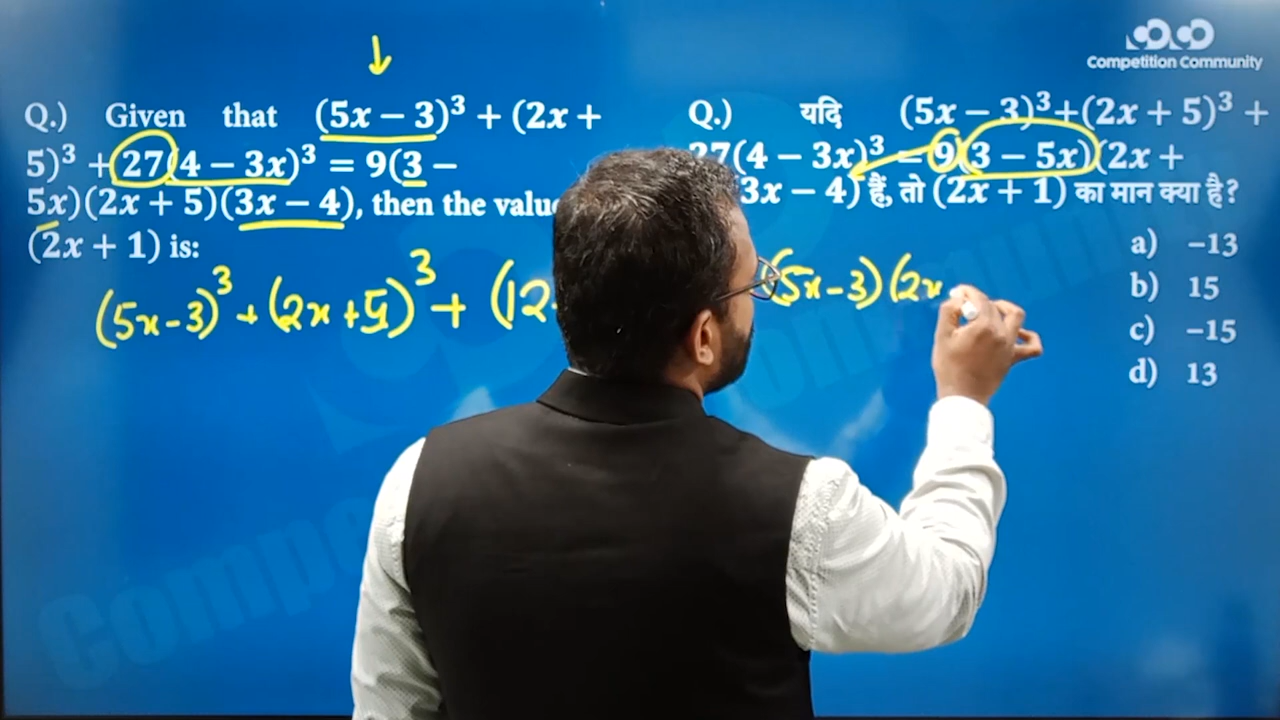 Competition Community
Q.) Given that (5x − 3)³ + (2x +
5)³ + 27(4 − 3x)³ = 9(3 −
5x)(2x + 5)(3x − 4), then the
(2x + 1) is:
Q.) यदि (5x − 3)³+(2x + 5)³ +
27(4 − 3x)³ = 9(3 − 5x)(2x +
3x − 4) हैं, तो (2x + 1) का मान क्या है?
a) −13
b) 15
c) −15
d) 13
(5x-3)³ + (2x+5)³ + (12
(5x-3)(2x